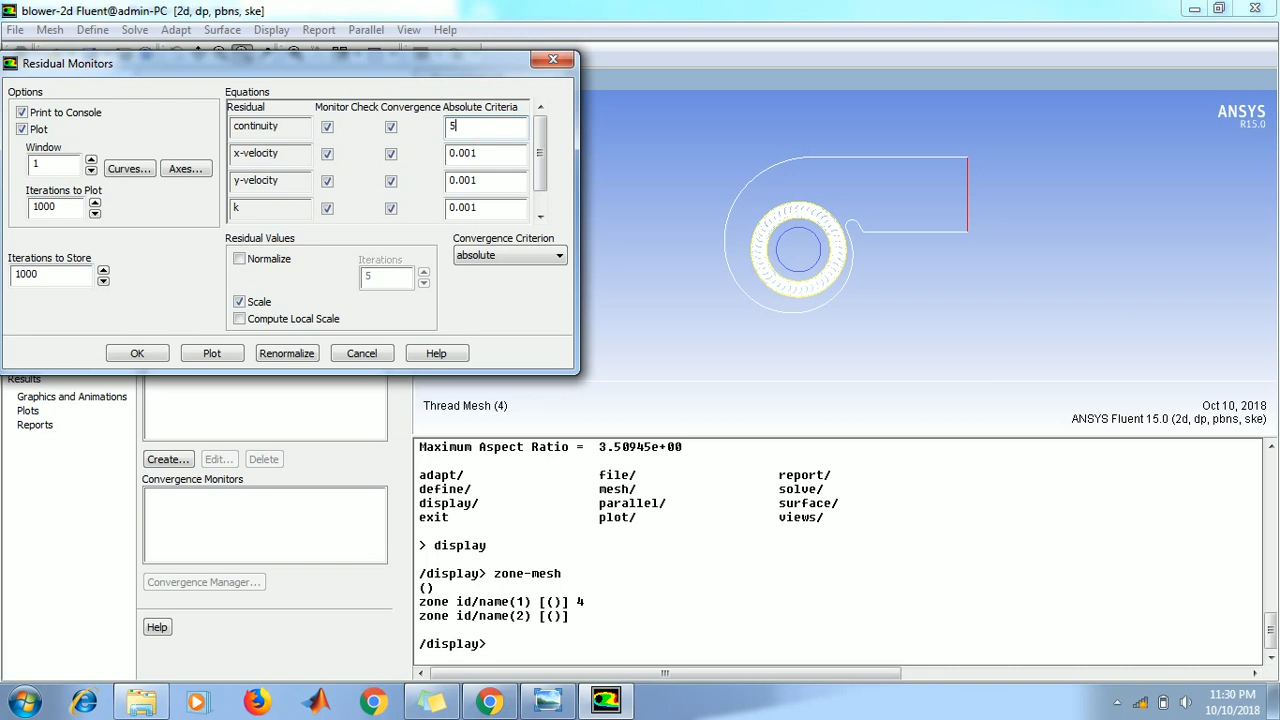 blower-2d Fluent@admin-PC [2d, dp, pbns, ske]
File Mesh Define Solve Adapt Surface Display Report Parallel View Help
Residual Monitors
Options
Print to Console
Plot
Window
1
Curves... Axes...
Iterations to Plot
1000
Iterations to Store
1000
Equations
Residual Monitor Check Convergence Absolute Criteria
continuity 5
x-velocity 0.001
y-velocity 0.001
k 0.001
Residual Values
Normalize
Iterations
5
Scale
Compute Local Scale
Convergence Criterion
absolute
OK Plot Renormalize Cancel Help
ANSYS
R15.0
Results
Graphics and Animations
Plots
Reports
Create... Edit... Delete
Convergence Monitors
Convergence Manager...
Help
Thread Mesh (4)
Oct 10, 2018
ANSYS Fluent 15.0 (2d, dp, pbns, ske)
Maximum Aspect Ratio = 3.50945e+00
adapt/ file/ report/
define/ mesh/ solve/
display/ parallel/ surface/
exit plot/ views/
> display
/display> zone-mesh
()
zone id/name(1) [()] 4
zone id/name(2) [()]
/display>
11:30 PM
10/10/2018